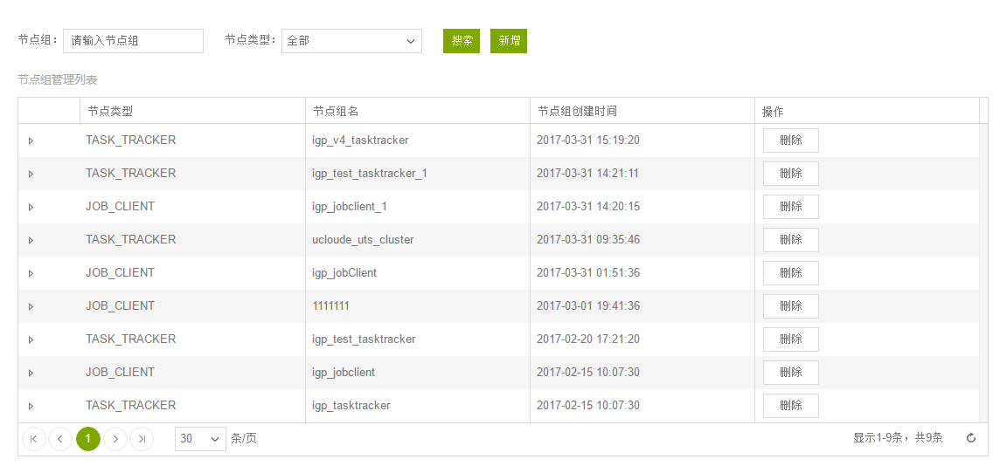 节点组： 请输入节点组 节点类型： 全部 搜索 新增
节点组管理列表
节点类型 节点组名 节点组创建时间 操作
TASK_TRACKER igp_v4_tasktracker 2017-03-31 15:19:20 删除
TASK_TRACKER igp_test_tasktracker_1 2017-03-31 14:21:11 删除
JOB_CLIENT igp_jobclient_1 2017-03-31 14:20:15 删除
TASK_TRACKER ucloude_uts_cluster 2017-03-31 09:35:46 删除
JOB_CLIENT igp_jobClient 2017-03-31 01:51:36 删除
JOB_CLIENT 1111111 2017-03-01 19:41:36 删除
TASK_TRACKER igp_test_tasktracker 2017-02-20 17:21:20 删除
JOB_CLIENT igp_jobclient 2017-02-15 10:07:30 删除
TASK_TRACKER igp_tasktracker 2017-02-15 10:07:30 删除
1 30 条/页 显示1-9条，共9条